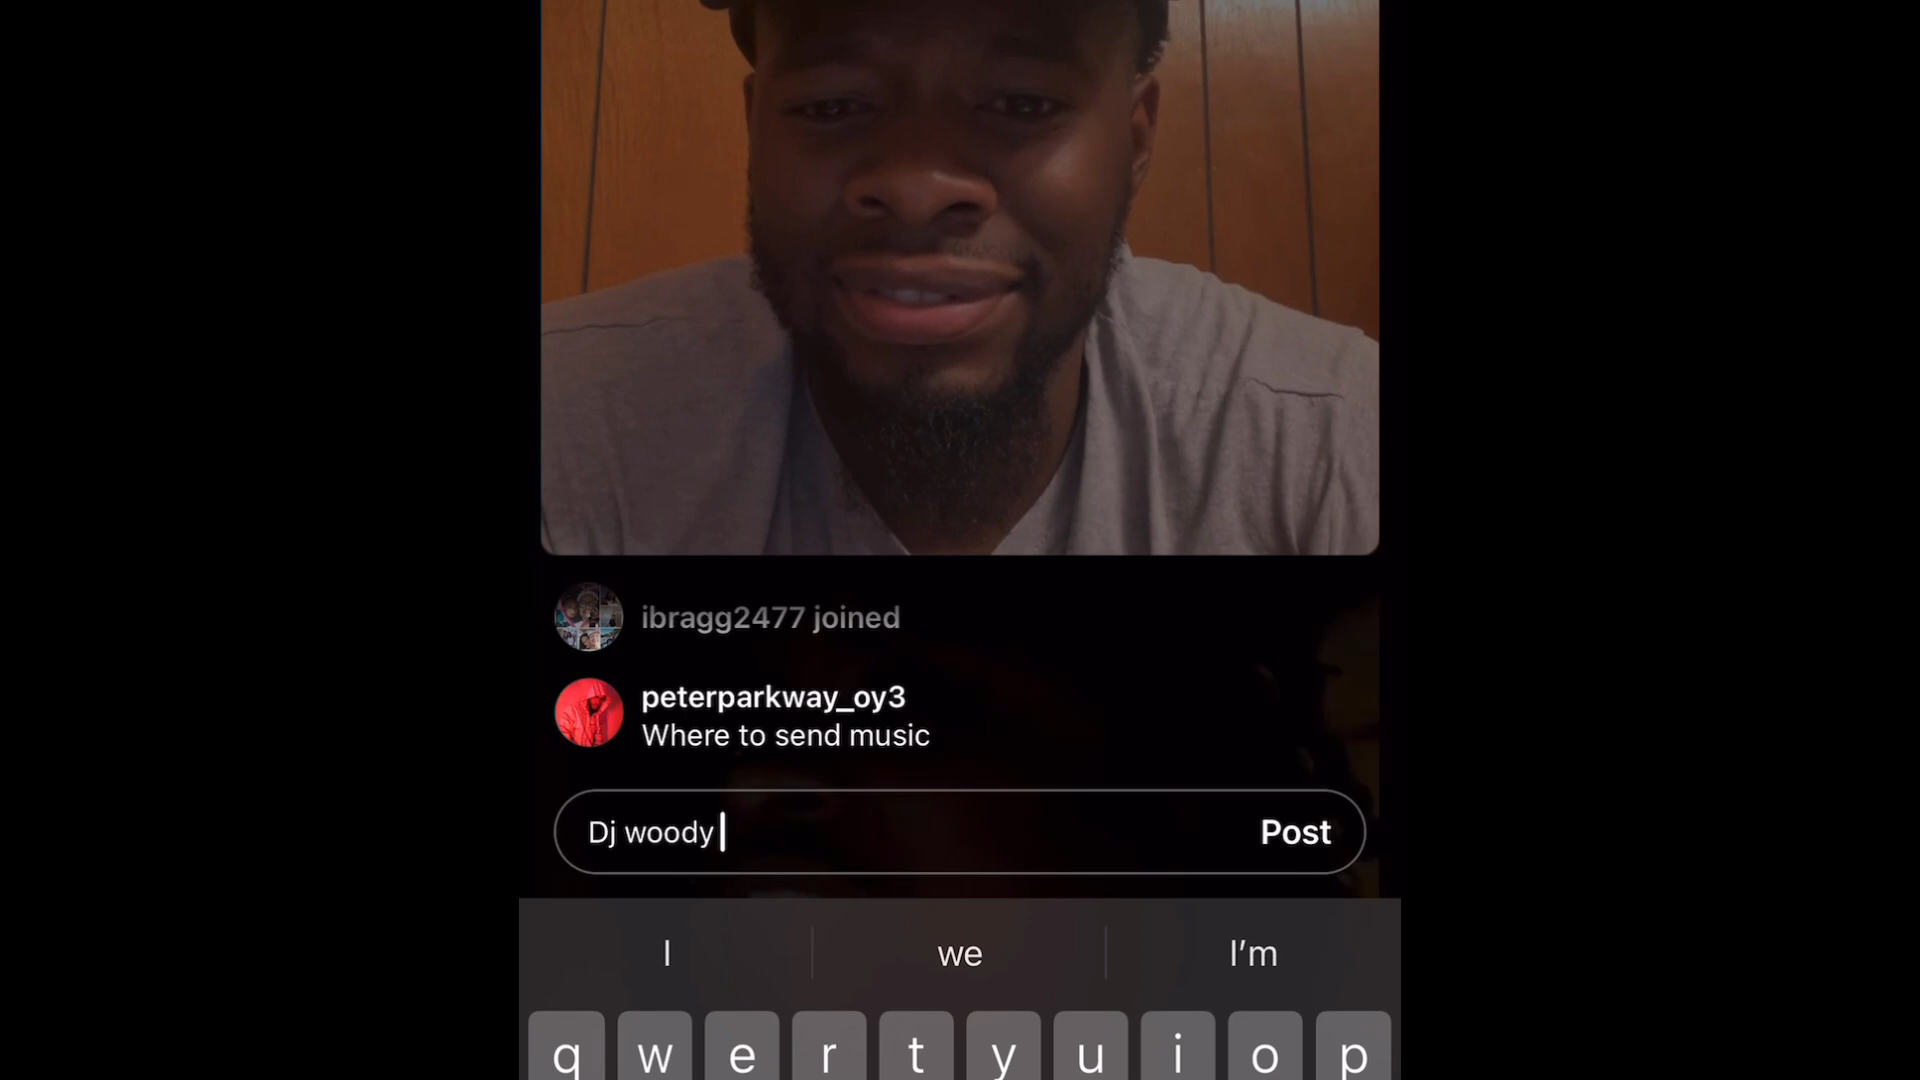 ibragg2477 joined
peterparkway_oy3
Where to send music
Dj woody
Post
I
we
I'm
q w e r t y u i o p